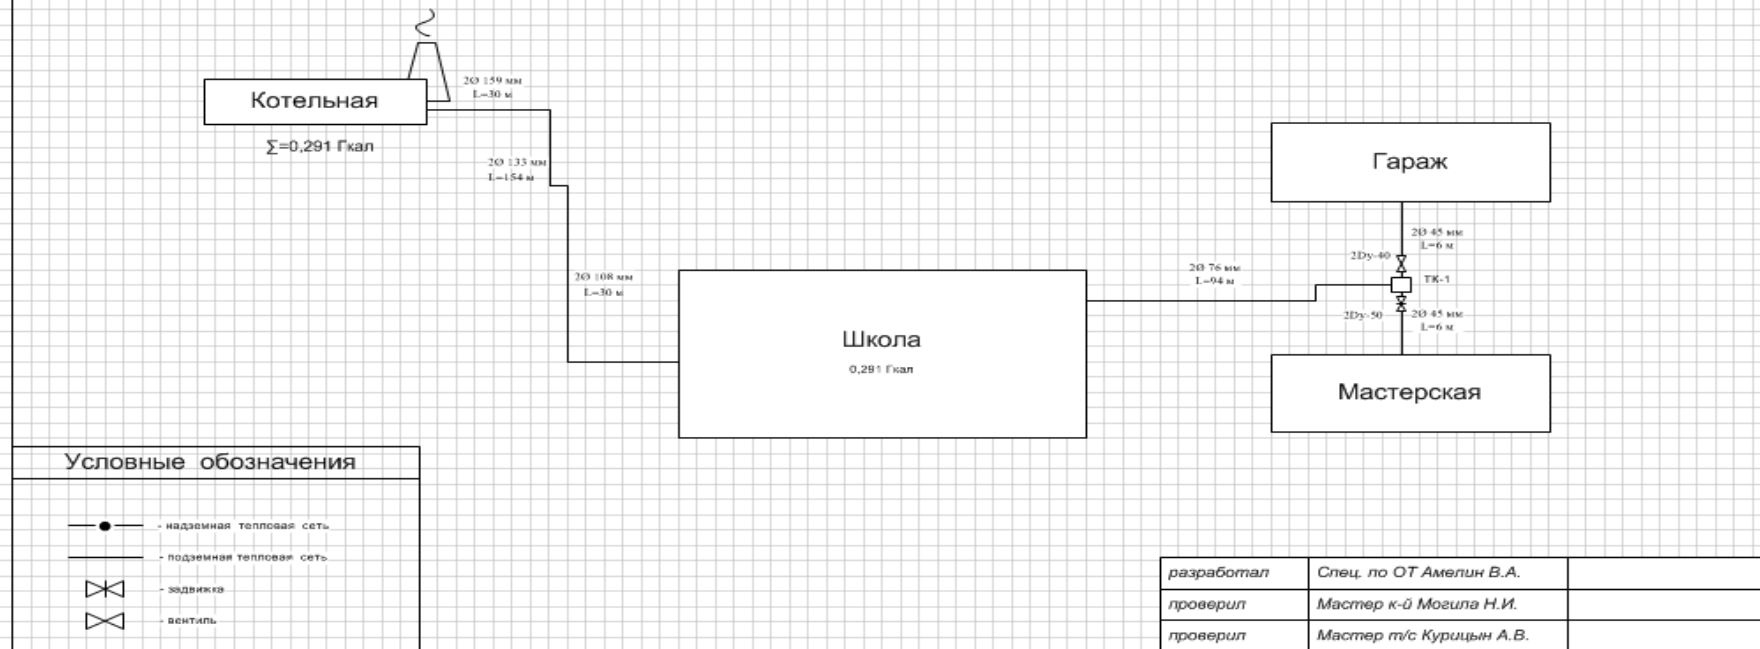 2Ø 159 мм
L=30 м
Котельная
∑=0,291 Гкал
2Ø 133 мм
L=154 м
2Ø 108 мм
L=30 м
Школа
0,291 Гкал
2Ø 76 мм
L=94 м
Гараж
2Ø 45 мм
L=6 м
2Dy-40
ТК-1
2Dy-50
2Ø 45 мм
L=6 м
Мастерская
Условные обозначения
- надземная тепловая сеть
- подземная тепловая сеть
- задвижка
- вентиль
разработал Спец. по ОТ Амелин В.А.
проверил Мастер к-й Могила Н.И.
проверил Мастер т/с Курицын А.В.